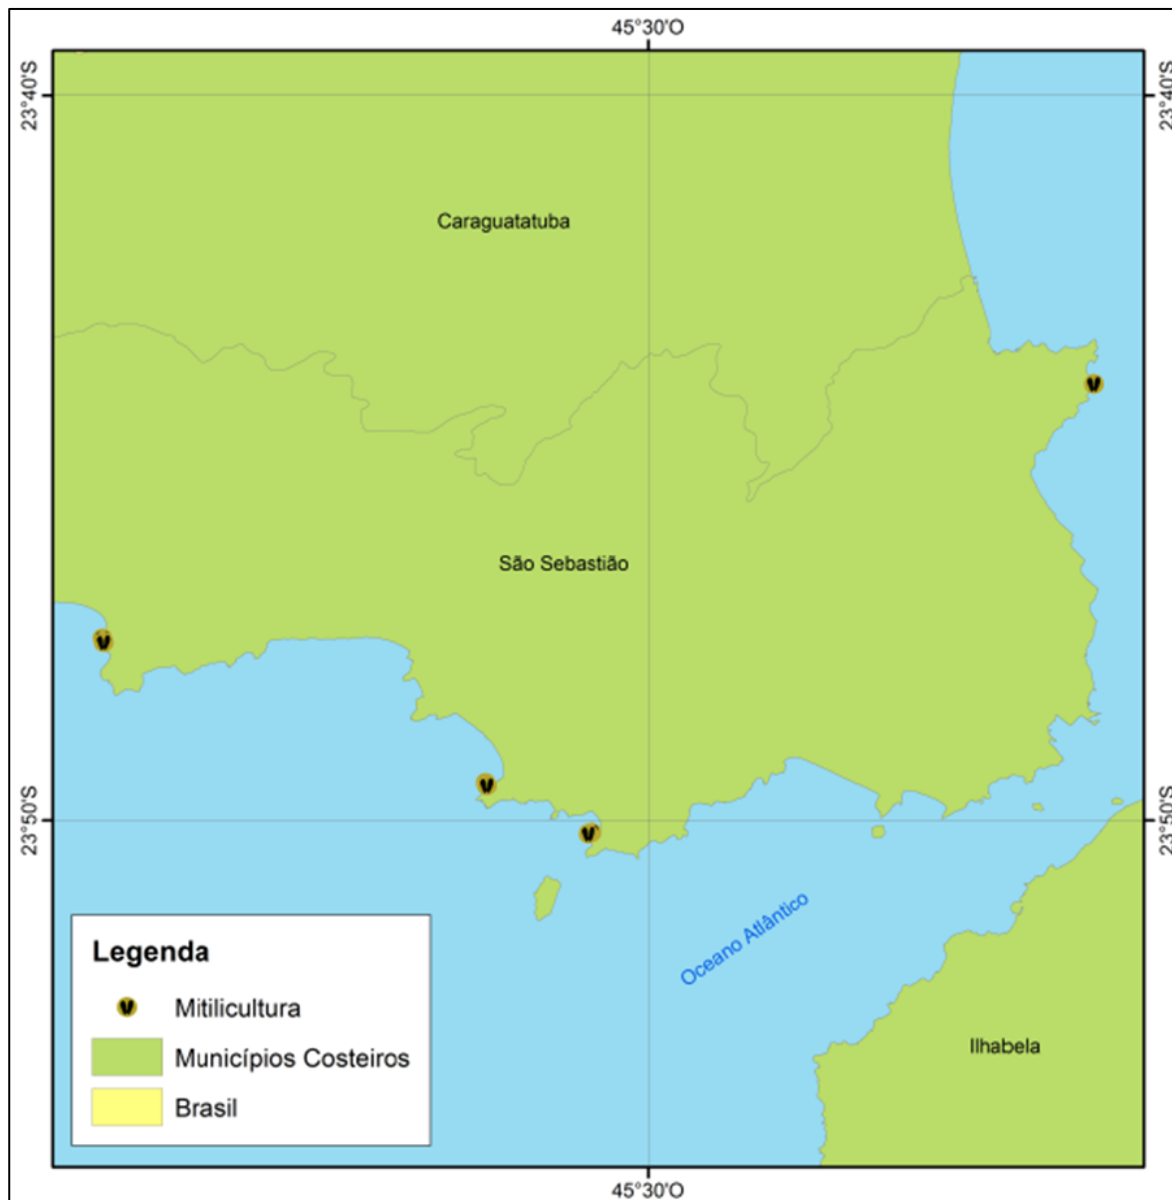 45°30'O
23°40'S
23°40'S
Caraguatatuba
São Sebastião
23°50'S
23°50'S
Oceano Atlântico
Ilhabela
Legenda
Mitilicultura
Municípios Costeiros
Brasil
45°30'O